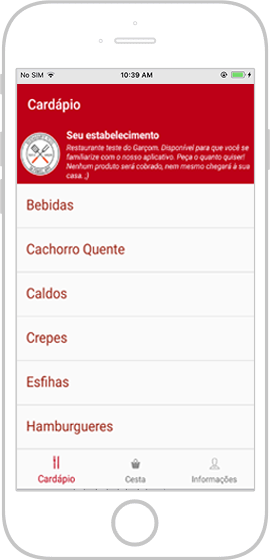 No SIM 10:39 AM
Cardápio
Seu estabelecimento
Restaurante teste do Garçom. Disponível para que você se
familiarize com o nosso aplicativo. Peça o quanto quiser!
Nenhum produto será cobrado, nem mesmo chegará à sua
casa. ;)
Bebidas
Cachorro Quente
Caldos
Crepes
Esfihas
Hamburgueres
Cardápio Cesta Informações